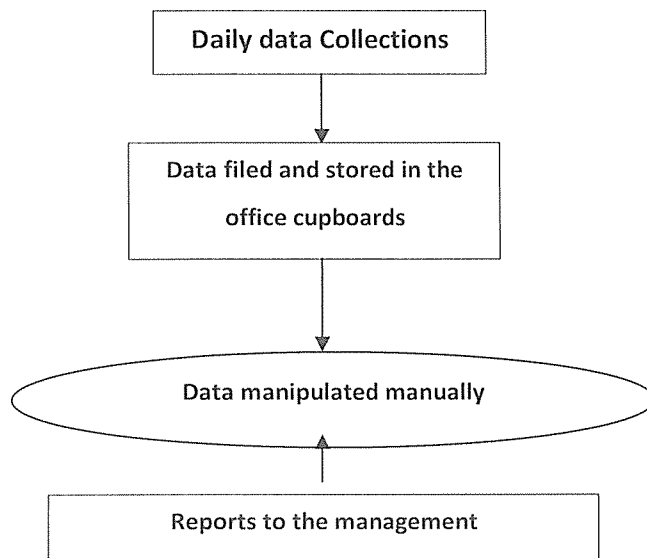 Daily data Collections
Data filed and stored in the
office cupboards
Data manipulated manually
Reports to the management